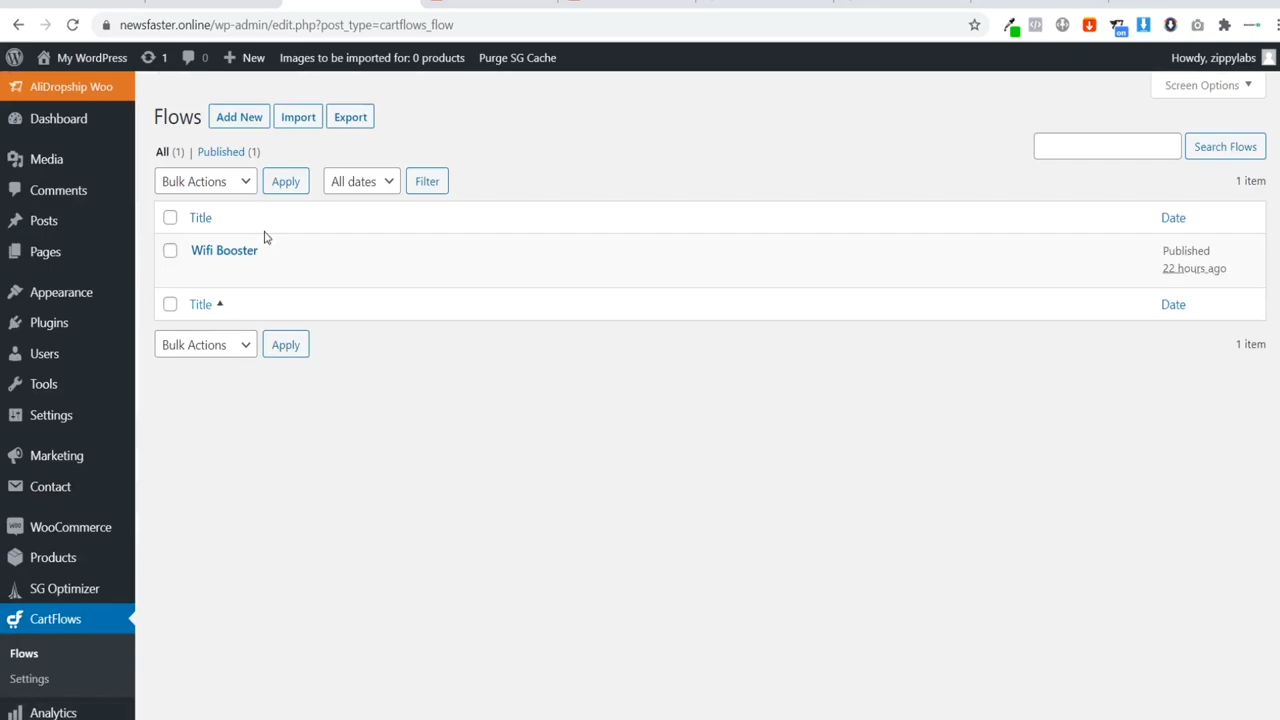 newsfaster.online/wp-admin/edit.php?post_type=cartflows_flow
on
My WordPress 1 0 New Images to be imported for: 0 products Purge SG Cache Howdy, zippylabs
AliDropship Woo
Dashboard
Media
Comments
Posts
Pages
Appearance
Plugins
Users
Tools
Settings
Marketing
Contact
WooCommerce
Products
SG Optimizer
CartFlows
Flows
Settings
Analytics
Screen Options
Flows Add New Import Export
All (1) | Published (1)
Search Flows
Bulk Actions Apply All dates Filter 1 item
Title Date
Wifi Booster Published
22 hours ago
Title Date
Bulk Actions Apply 1 item